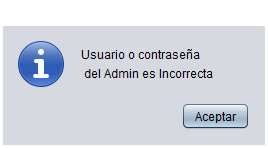 Usuario o contraseña
del Admin es Incorrecta
Aceptar